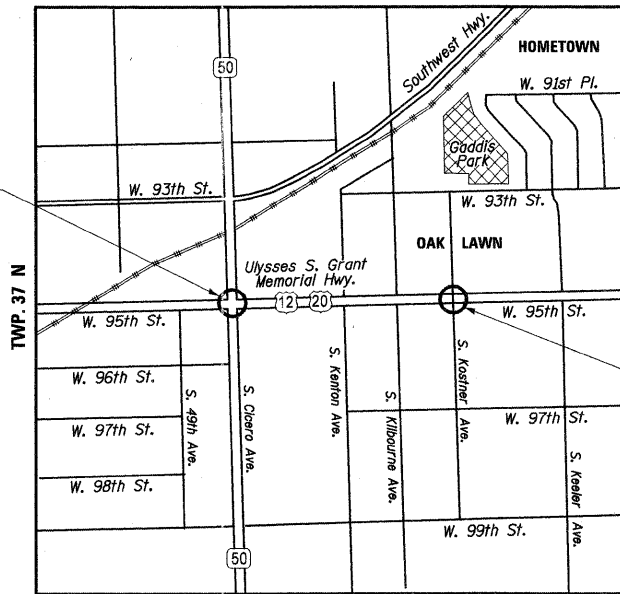 Southwest Hwy.
HOMETOWN
50
W. 91st Pl.
Gaddis
Park
W. 93th St.
W. 93th St.
OAK LAWN
Ulysses S. Grant
Memorial Hwy.
12 20
TWP. 37 N
W. 95th St.
W. 95th St.
W. 96th St.
S. 49th Ave.
S. Cicero Ave.
S. Kenton Ave.
S. Kilbourne Ave.
S. Kostner Ave.
W. 97th St.
W. 97th St.
S. Keeler Ave.
W. 98th St.
W. 99th St.
50